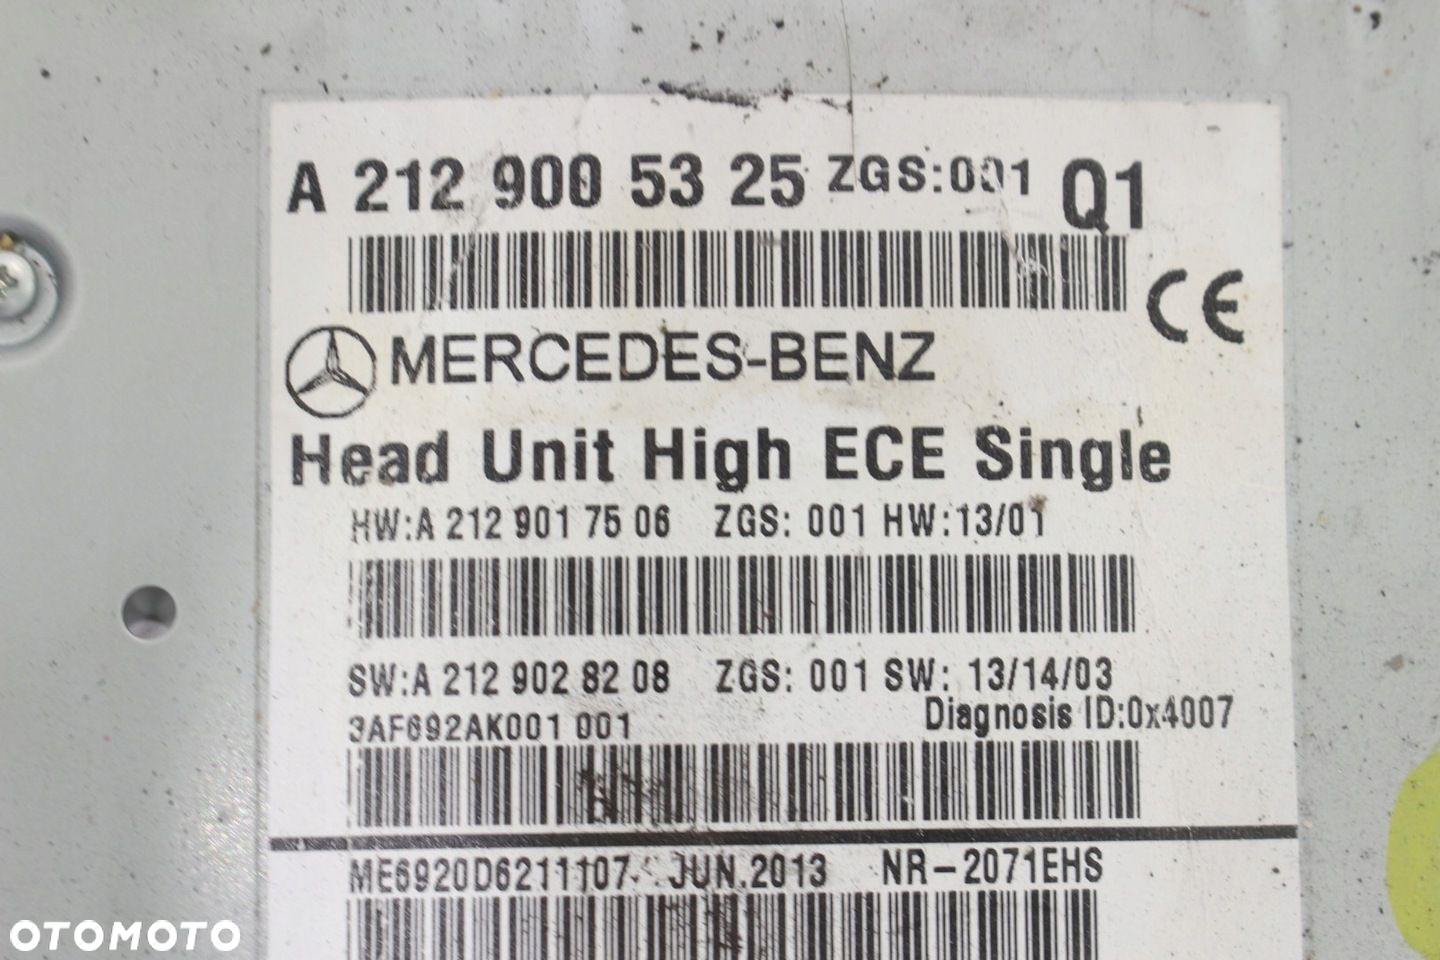 A 212 900 53 25 ZGS:001 Q1
CE
MERCEDES-BENZ
Head Unit High ECE Single
HW:A 212 901 75 06 ZGS: 001 HW:13/01
SW:A 212 902 82 08 ZGS: 001 SW: 13/14/03
3AF692AK001 001 Diagnosis ID:0x4007
ME6920D6211107 JUN.2013 NR-2071EHS
OTOMOTO